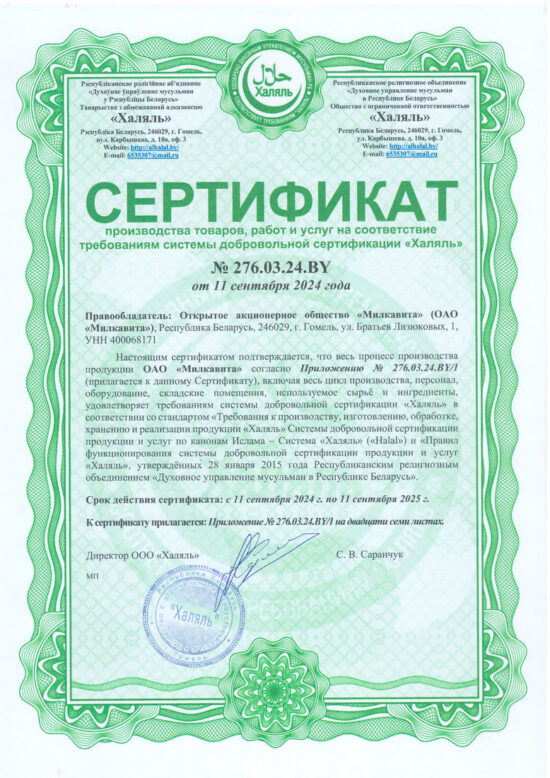 حلال
Халяль
Рэспубліканскае рэлігійнае аб'яднанне
«Духоўнае ўпраўленне мусульман
у Рэспубліцы Беларусь»
Таварыства з абмежаванай адказнасцю
«Халяль»
Рэспубліка Беларусь, 246029, г. Гомель,
вул. Карбышава, д. 10а, оф. 3
Website: http://alhalal.by/
E-mail: 6535307@mail.ru
Республиканское религиозное объединение
«Духовное управление мусульман
в Республике Беларусь»
Общество с ограниченной ответственностью
«Халяль»
Республика Беларусь, 246029, г. Гомель,
ул. Карбышева, д. 10а, оф. 3
Website: http://alhalal.by/
E-mail: 6535307@mail.ru
СЕРТИФИКАТ
производства товаров, работ и услуг на соответствие
требованиям системы добровольной сертификации «Халяль»
№ 276.03.24.BY
от 11 сентября 2024 года
Правообладатель: Открытое акционерное общество «Милкавита» (ОАО
«Милкавита»), Республика Беларусь, 246029, г. Гомель, ул. Братьев Лизюковых, 1,
УНН 400068171
Настоящим сертификатом подтверждается, что весь процесс производства
продукции ОАО «Милкавита» согласно Приложению № 276.03.24.BY/1
(прилагается к данному Сертификату), включая весь цикл производства, персонал,
оборудование, складские помещения, используемое сырьё и ингредиенты,
удовлетворяет требованиям системы добровольной сертификации «Халяль» в
соответствии со стандартом «Требования к производству, изготовлению, обработке,
хранению и реализации продукции «Халяль» Системы добровольной сертификации
продукции и услуг по канонам Ислама – Система «Халяль» («Halal») и «Правил
функционирования системы добровольной сертификации продукции и услуг
«Халяль», утверждённых 28 января 2015 года Республиканским религиозным
объединением «Духовное управление мусульман в Республике Беларусь».
Срок действия сертификата: с 11 сентября 2024 г. по 11 сентября 2025 г.
К сертификату прилагается: Приложение № 276.03.24.BY/1 на двадцати семи листах.
Директор ООО «Халяль»
С. В. Саранчук
МП
"Халяль"